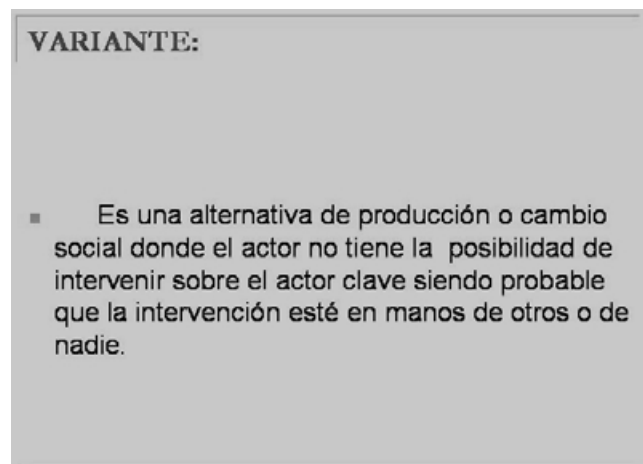 VARIANTE:
Es una alternativa de producción o cambio
social donde el actor no tiene la posibilidad de
intervenir sobre el actor clave siendo probable
que la intervención esté en manos de otros o de
nadie.